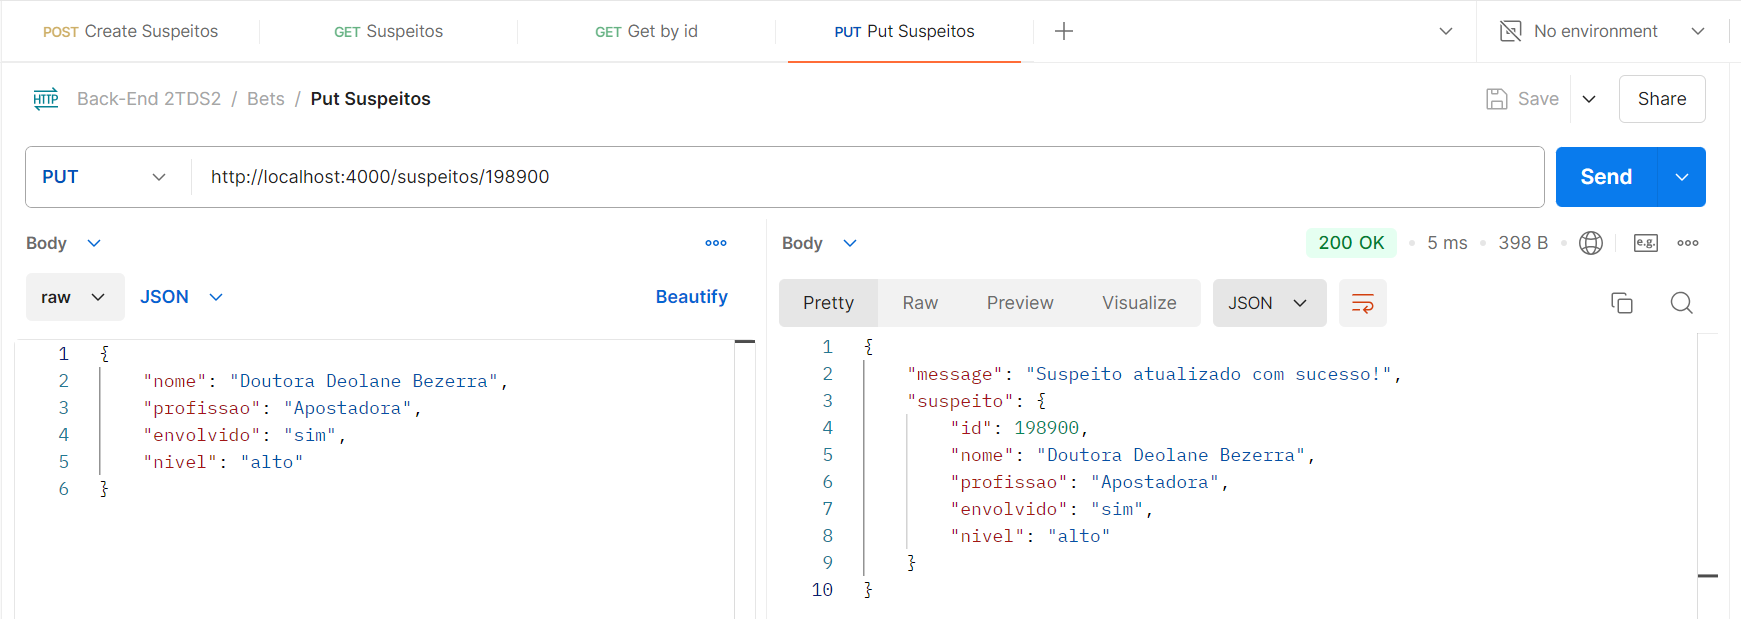 POST Create Suspeitos GET Suspeitos GET Get by id PUT Put Suspeitos No environment
HTTP Back-End 2TDS2 / Bets / Put Suspeitos Save Share
PUT http://localhost:4000/suspeitos/198900 Send
Body
raw JSON Beautify
1 {
2 "nome": "Doutora Deolane Bezerra",
3 "profissao": "Apostadora",
4 "envolvido": "sim",
5 "nivel": "alto"
6 }
Body 200 OK 5 ms 398 B e.g.
Pretty Raw Preview Visualize JSON
1 {
2 "message": "Suspeito atualizado com sucesso!",
3 "suspeito": {
4 "id": 198900,
5 "nome": "Doutora Deolane Bezerra",
6 "profissao": "Apostadora",
7 "envolvido": "sim",
8 "nivel": "alto"
9 }
10 }